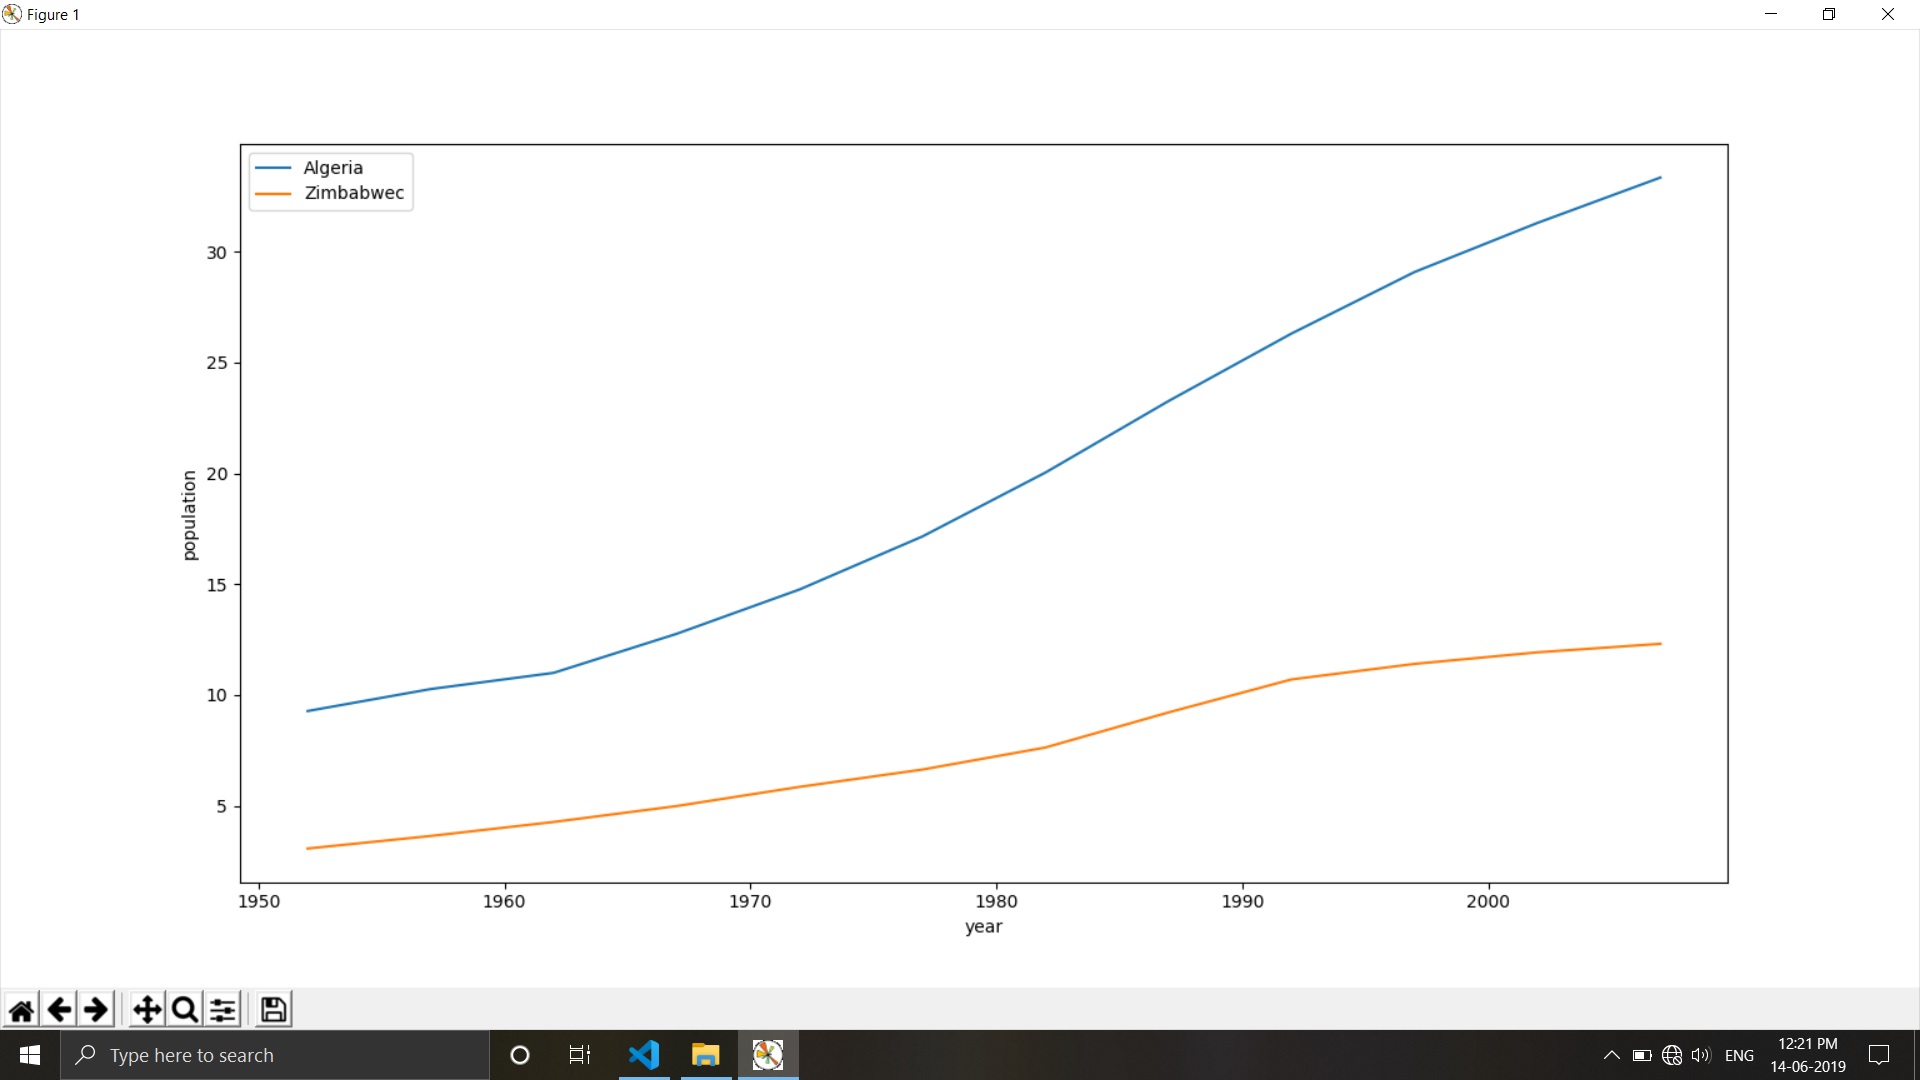 Figure 1
Algeria
Zimbabwec
30
25
20
15
10
5
population
1950 1960 1970 1980 1990 2000
year
Type here to search
ENG
12:21 PM
14-06-2019